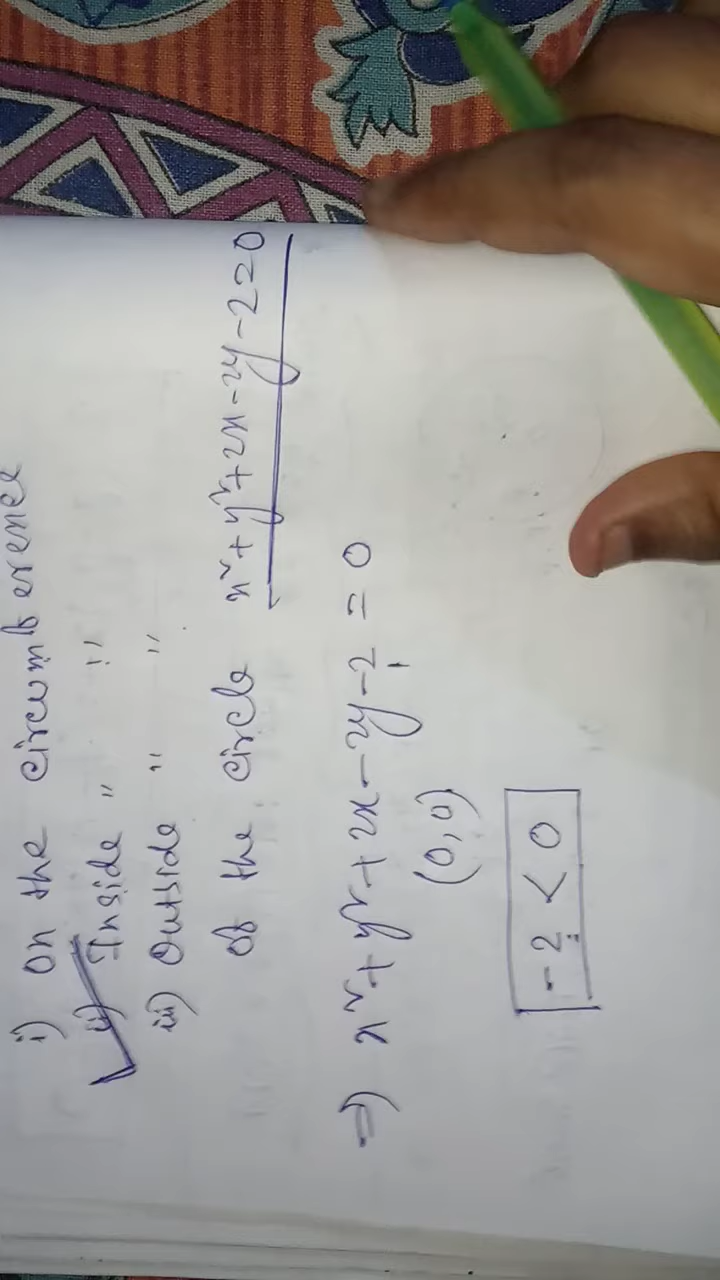 i) on the circumference
ii) Inside " "
iii) Outside " "
of the circle x²+y²+2x-2y-2=0
⇒ x²+y²+2x-2y-2=0
(0,0)
-2<0